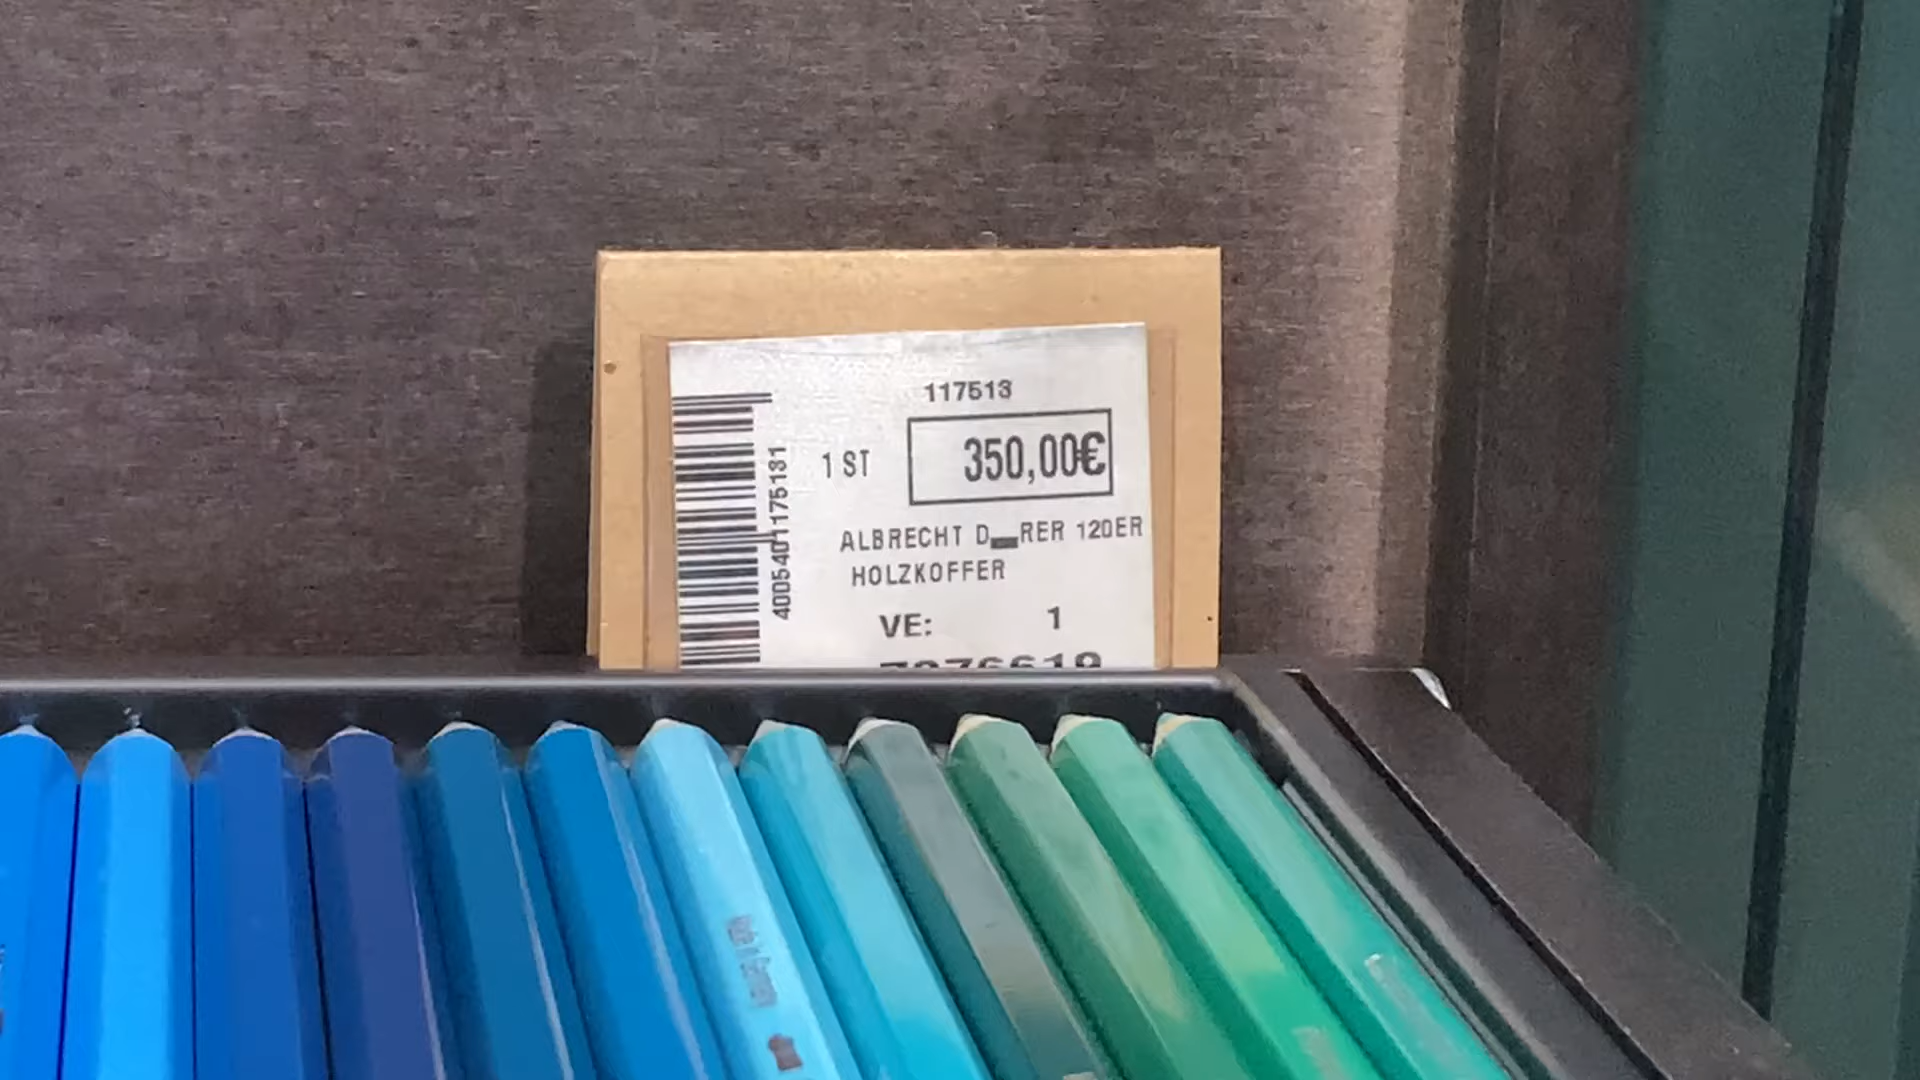 117513
1 ST 350,00€
4005401175131
ALBRECHT D▬RER 120ER
HOLZKOFFER
VE: 1